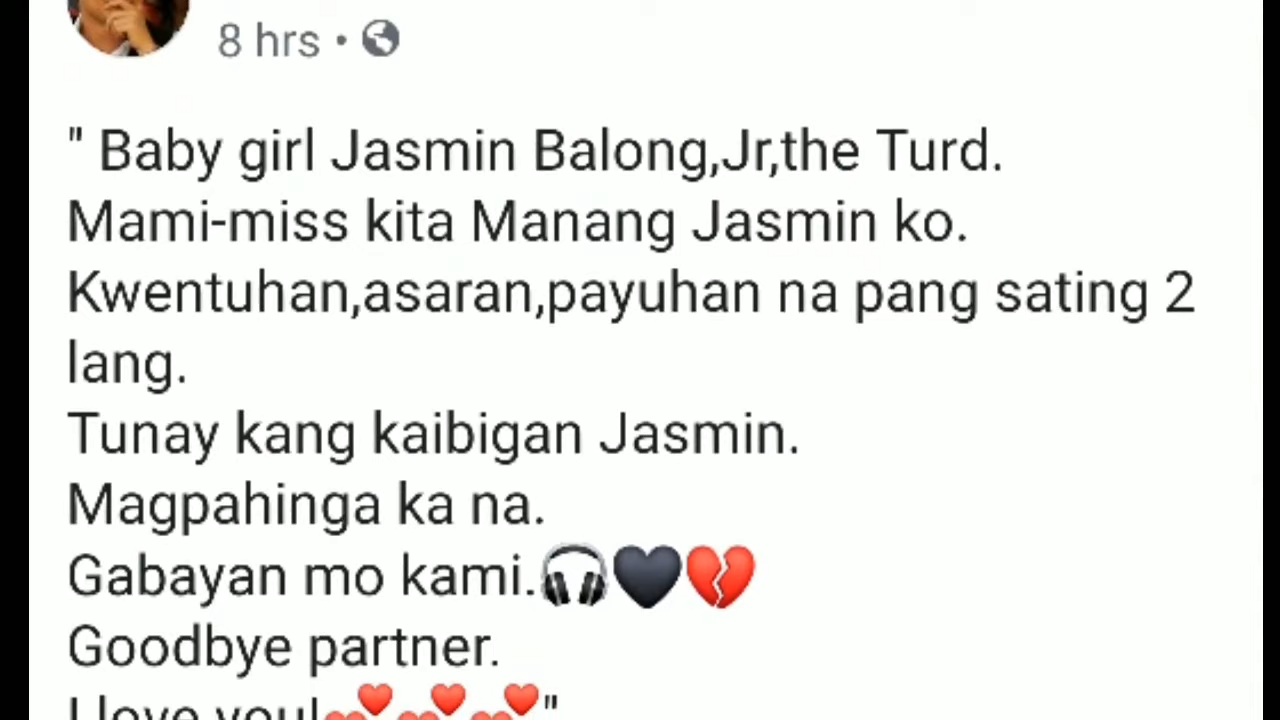 8 hrs •
" Baby girl Jasmin Balong,Jr,the Turd.
Mami-miss kita Manang Jasmin ko.
Kwentuhan,asaran,payuhan na pang sating 2
lang.
Tunay kang kaibigan Jasmin.
Magpahinga ka na.
Gabayan mo kami.🎧🖤💔
Goodbye partner.
I love you!💕💕💕"